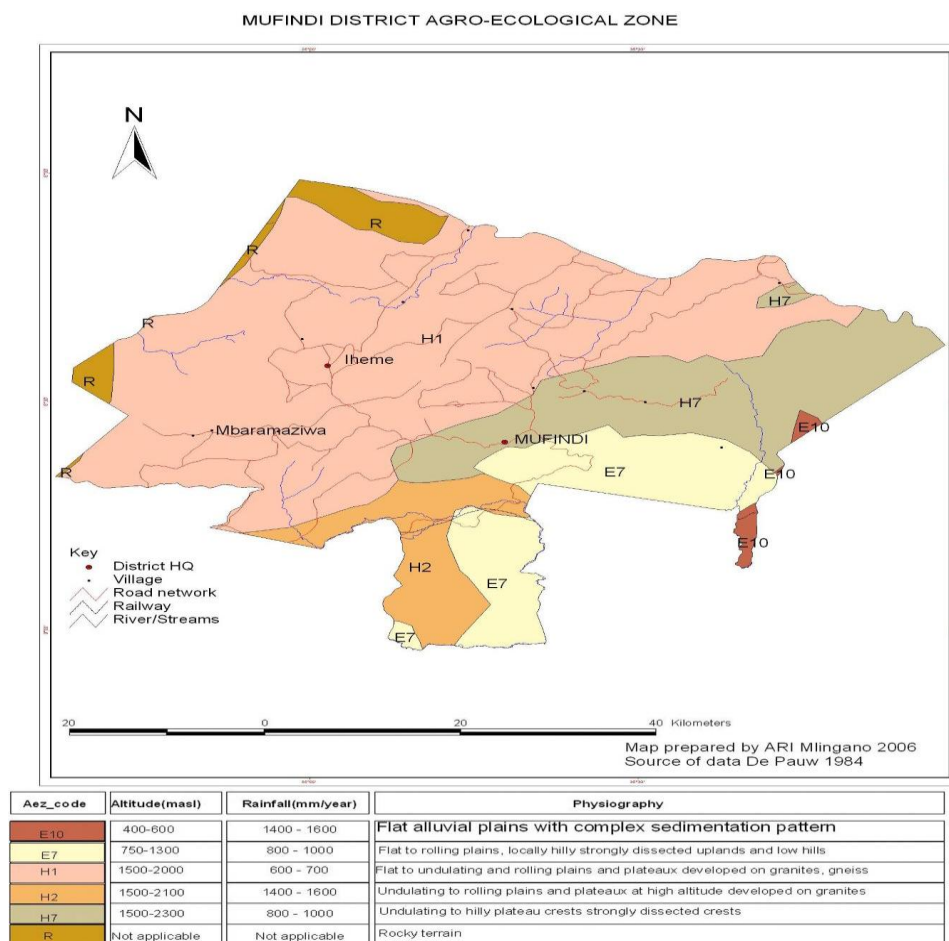 MUFINDI DISTRICT AGRO-ECOLOGICAL ZONE
N
R
R
R
H7
R
H1
Iheme
H7
Mbaramaziwa
E10
MUFINDI
R
E7
E10
E10
H2
E7
E7
Key
District HQ
Village
Road network
Railway
River/Streams
20 0 20 40 Kilometers
Map prepared by ARI Mlingano 2006
Source of data De Pauw 1984
Aez_code Altitude(masl) Rainfall(mm/year) Physiography
E10 400-600 1400 - 1600 Flat alluvial plains with complex sedimentation pattern
E7 750-1300 800 - 1000 Flat to rolling plains, locally hilly strongly dissected uplands and low hills
H1 1500-2000 600 - 700 Flat to undulating and rolling plains and plateaux developed on granites, gneiss
H2 1500-2100 1400 - 1600 Undulating to rolling plains and plateaux at high altitude developed on granites
H7 1500-2300 800 - 1000 Undulating to hilly plateau crests strongly dissected crests
R Not applicable Not applicable Rocky terrain